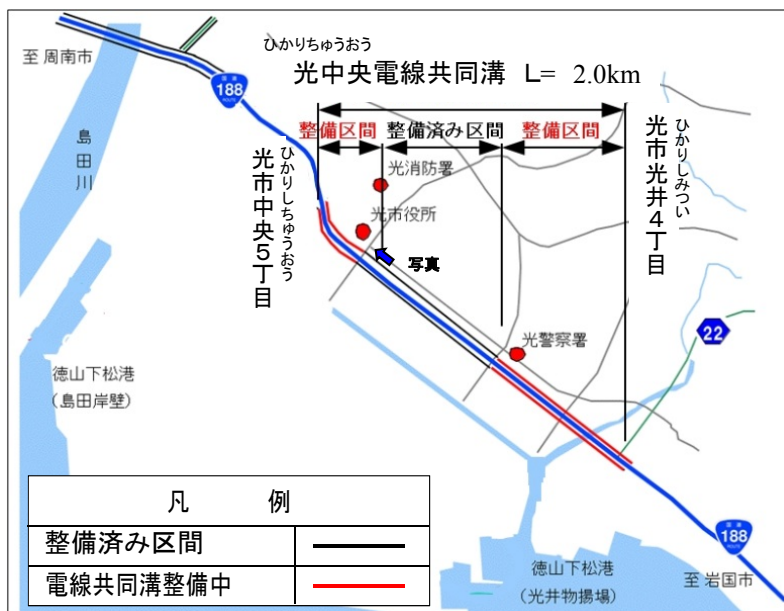 ひかりちゅうおう
光中央電線共同溝 L= 2.0km
至 周南市
188
ROUTE
整備区間
整備済み区間
整備区間
島田川
ひかりしちゅうおう
光市中央5丁目
光消防署
光市役所
写真
ひかりしみつい
光市光井4丁目
22
光警察署
徳山下松港
(島田岸壁)
凡 例
整備済み区間
電線共同溝整備中
徳山下松港
(光井物揚場)
188
至 岩国市